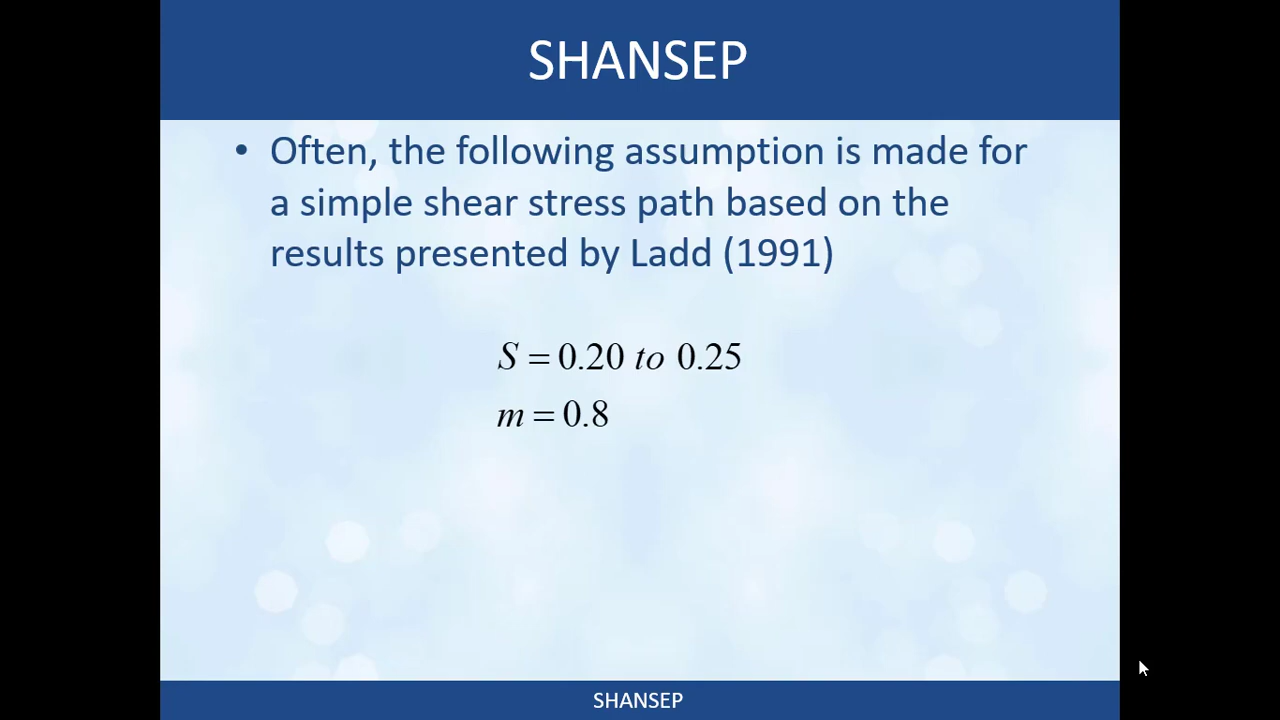 SHANSEP
• Often, the following assumption is made for
a simple shear stress path based on the
results presented by Ladd (1991)
S = 0.20 to 0.25
m = 0.8
SHANSEP